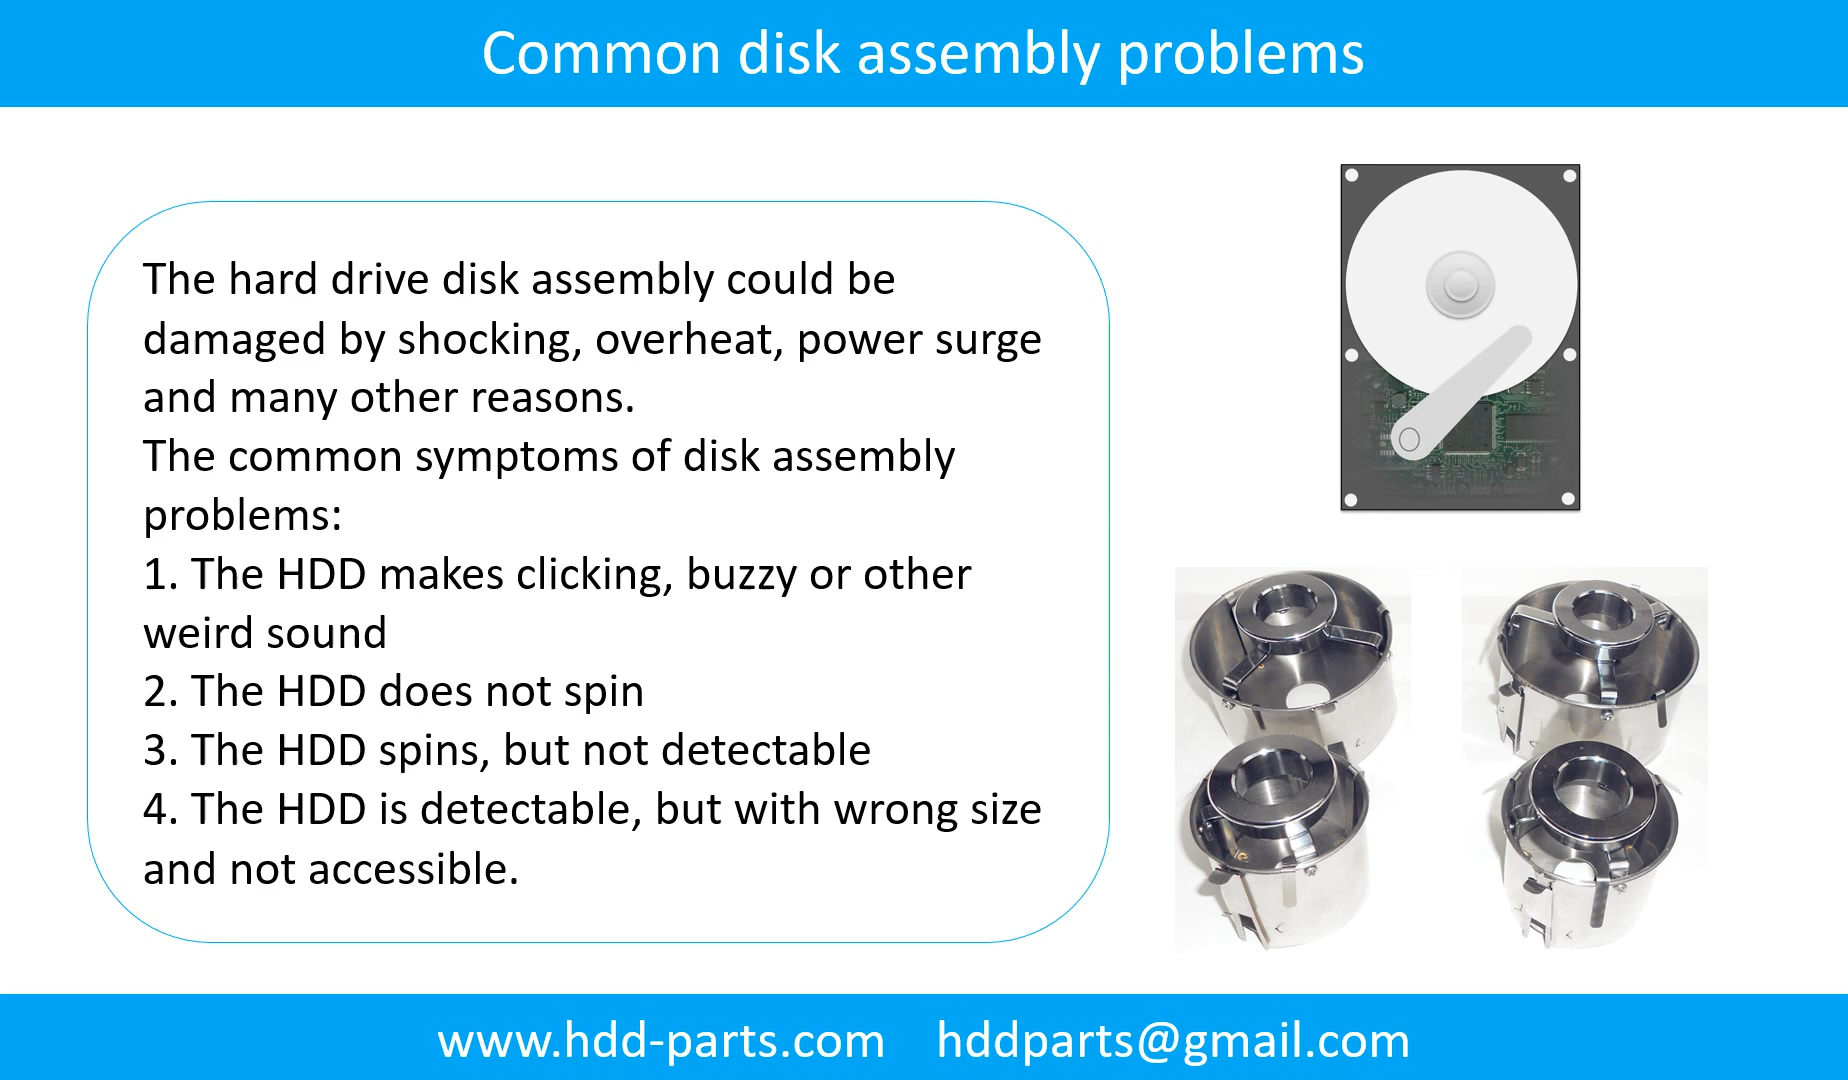 Common disk assembly problems
The hard drive disk assembly could be
damaged by shocking, overheat, power surge
and many other reasons.
The common symptoms of disk assembly
problems:
1. The HDD makes clicking, buzzy or other
weird sound
2. The HDD does not spin
3. The HDD spins, but not detectable
4. The HDD is detectable, but with wrong size
and not accessible.
www.hdd-parts.com hddparts@gmail.com